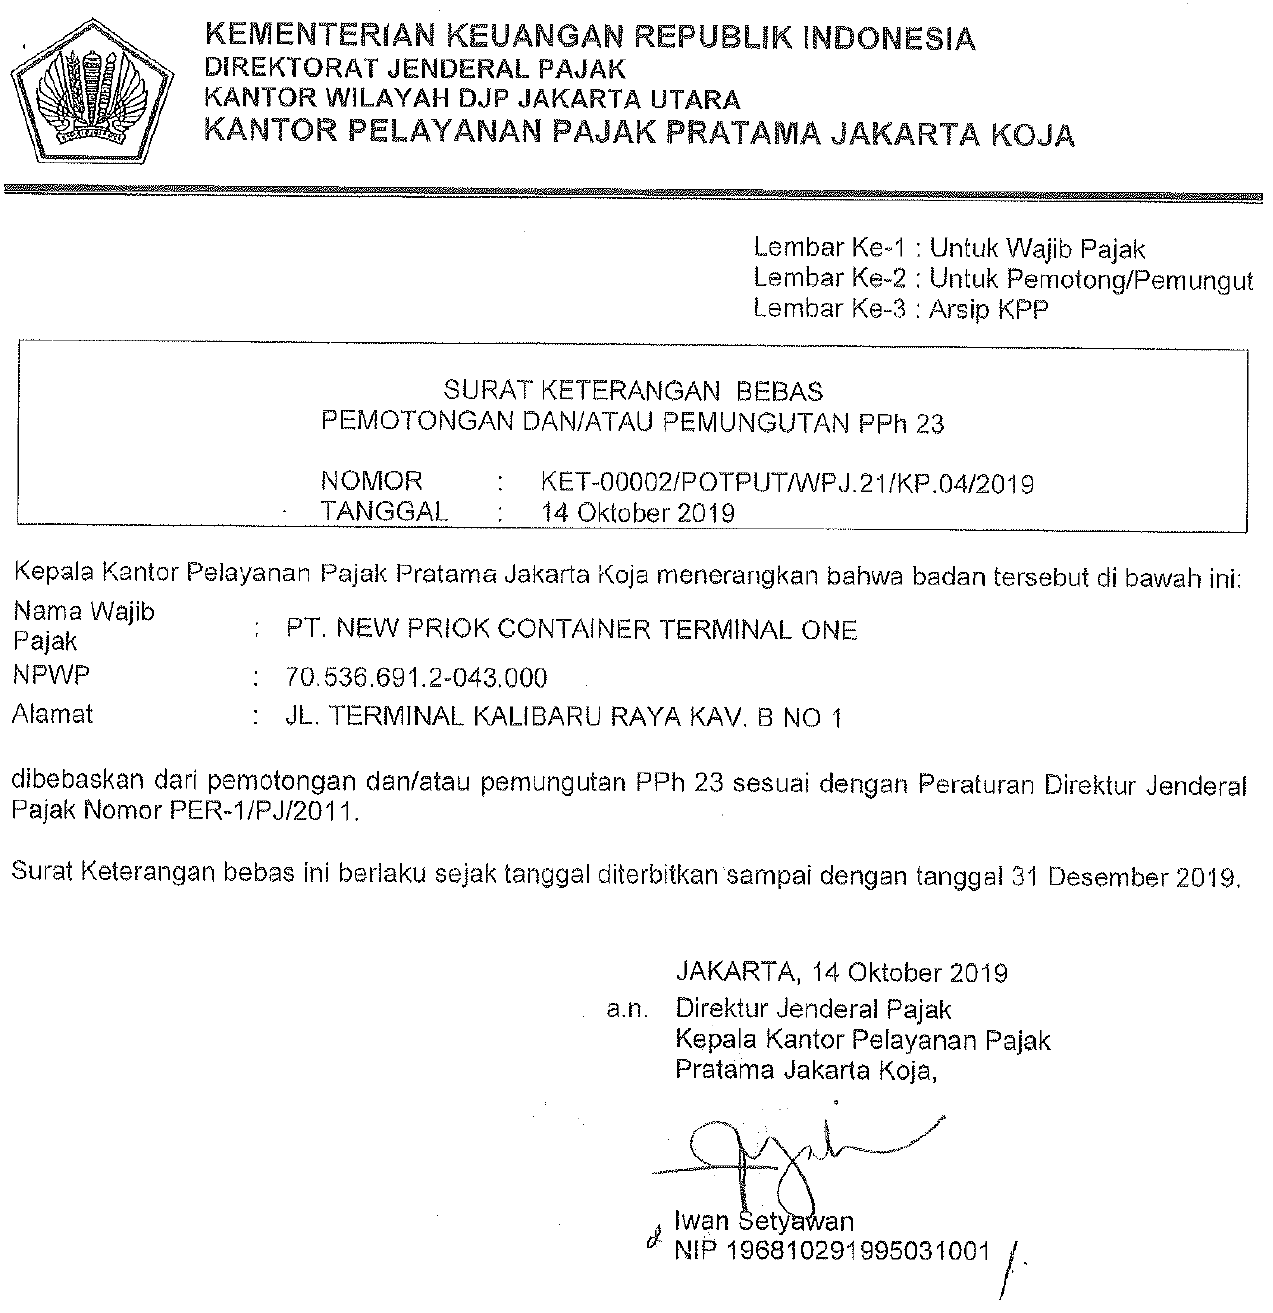 KEMENTERIAN KEUANGAN REPUBLIK INDONESIA
DIREKTORAT JENDERAL PAJAK
KANTOR WILAYAH DJP JAKARTA UTARA
KANTOR PELAYANAN PAJAK PRATAMA JAKARTA KOJA
Lembar Ke-1 : Untuk Wajib Pajak
Lembar Ke-2 : Untuk Pemotong/Pemungut
Lembar Ke-3 : Arsip KPP
SURAT KETERANGAN BEBAS
PEMOTONGAN DAN/ATAU PEMUNGUTAN PPh 23
NOMOR : KET-00002/POTPUT/WPJ.21/KP.04/2019
TANGGAL : 14 Oktober 2019
Kepala Kantor Pelayanan Pajak Pratama Jakarta Koja menerangkan bahwa badan tersebut di bawah ini:
Nama Wajib
Pajak : PT. NEW PRIOK CONTAINER TERMINAL ONE
NPWP : 70.536.691.2-043.000
Alamat : JL. TERMINAL KALIBARU RAYA KAV. B NO 1
dibebaskan dari pemotongan dan/atau pemungutan PPh 23 sesuai dengan Peraturan Direktur Jenderal
Pajak Nomor PER-1/PJ/2011.
Surat Keterangan bebas ini berlaku sejak tanggal diterbitkan sampai dengan tanggal 31 Desember 2019.
JAKARTA, 14 Oktober 2019
a.n. Direktur Jenderal Pajak
Kepala Kantor Pelayanan Pajak
Pratama Jakarta Koja,
Iwan Setyawan
NIP 196810291995031001